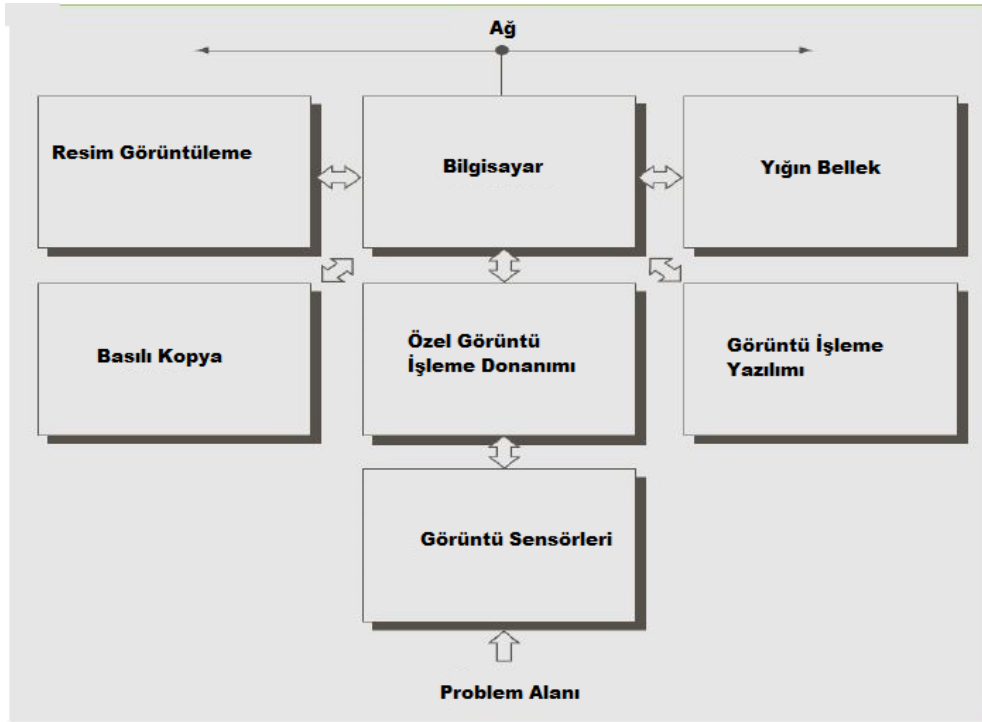 Ağ
Resim Görüntüleme
Bilgisayar
Yığın Bellek
Basılı Kopya
Özel Görüntü
İşleme Donanımı
Görüntü İşleme
Yazılımı
Görüntü Sensörleri
Problem Alanı